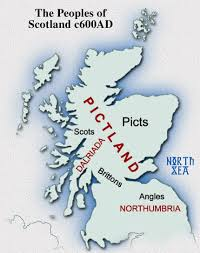 The Peoples of
Scotland c600AD
PICTLAND
Picts
Scots
DALRIADA
NORTH
SEA
Brittons
Angles
NORTHUMBRIA